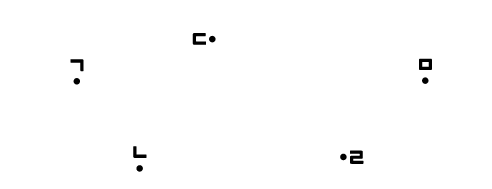 ㄷ
ㄱ
ㅁ
ㄴ
ㄹ